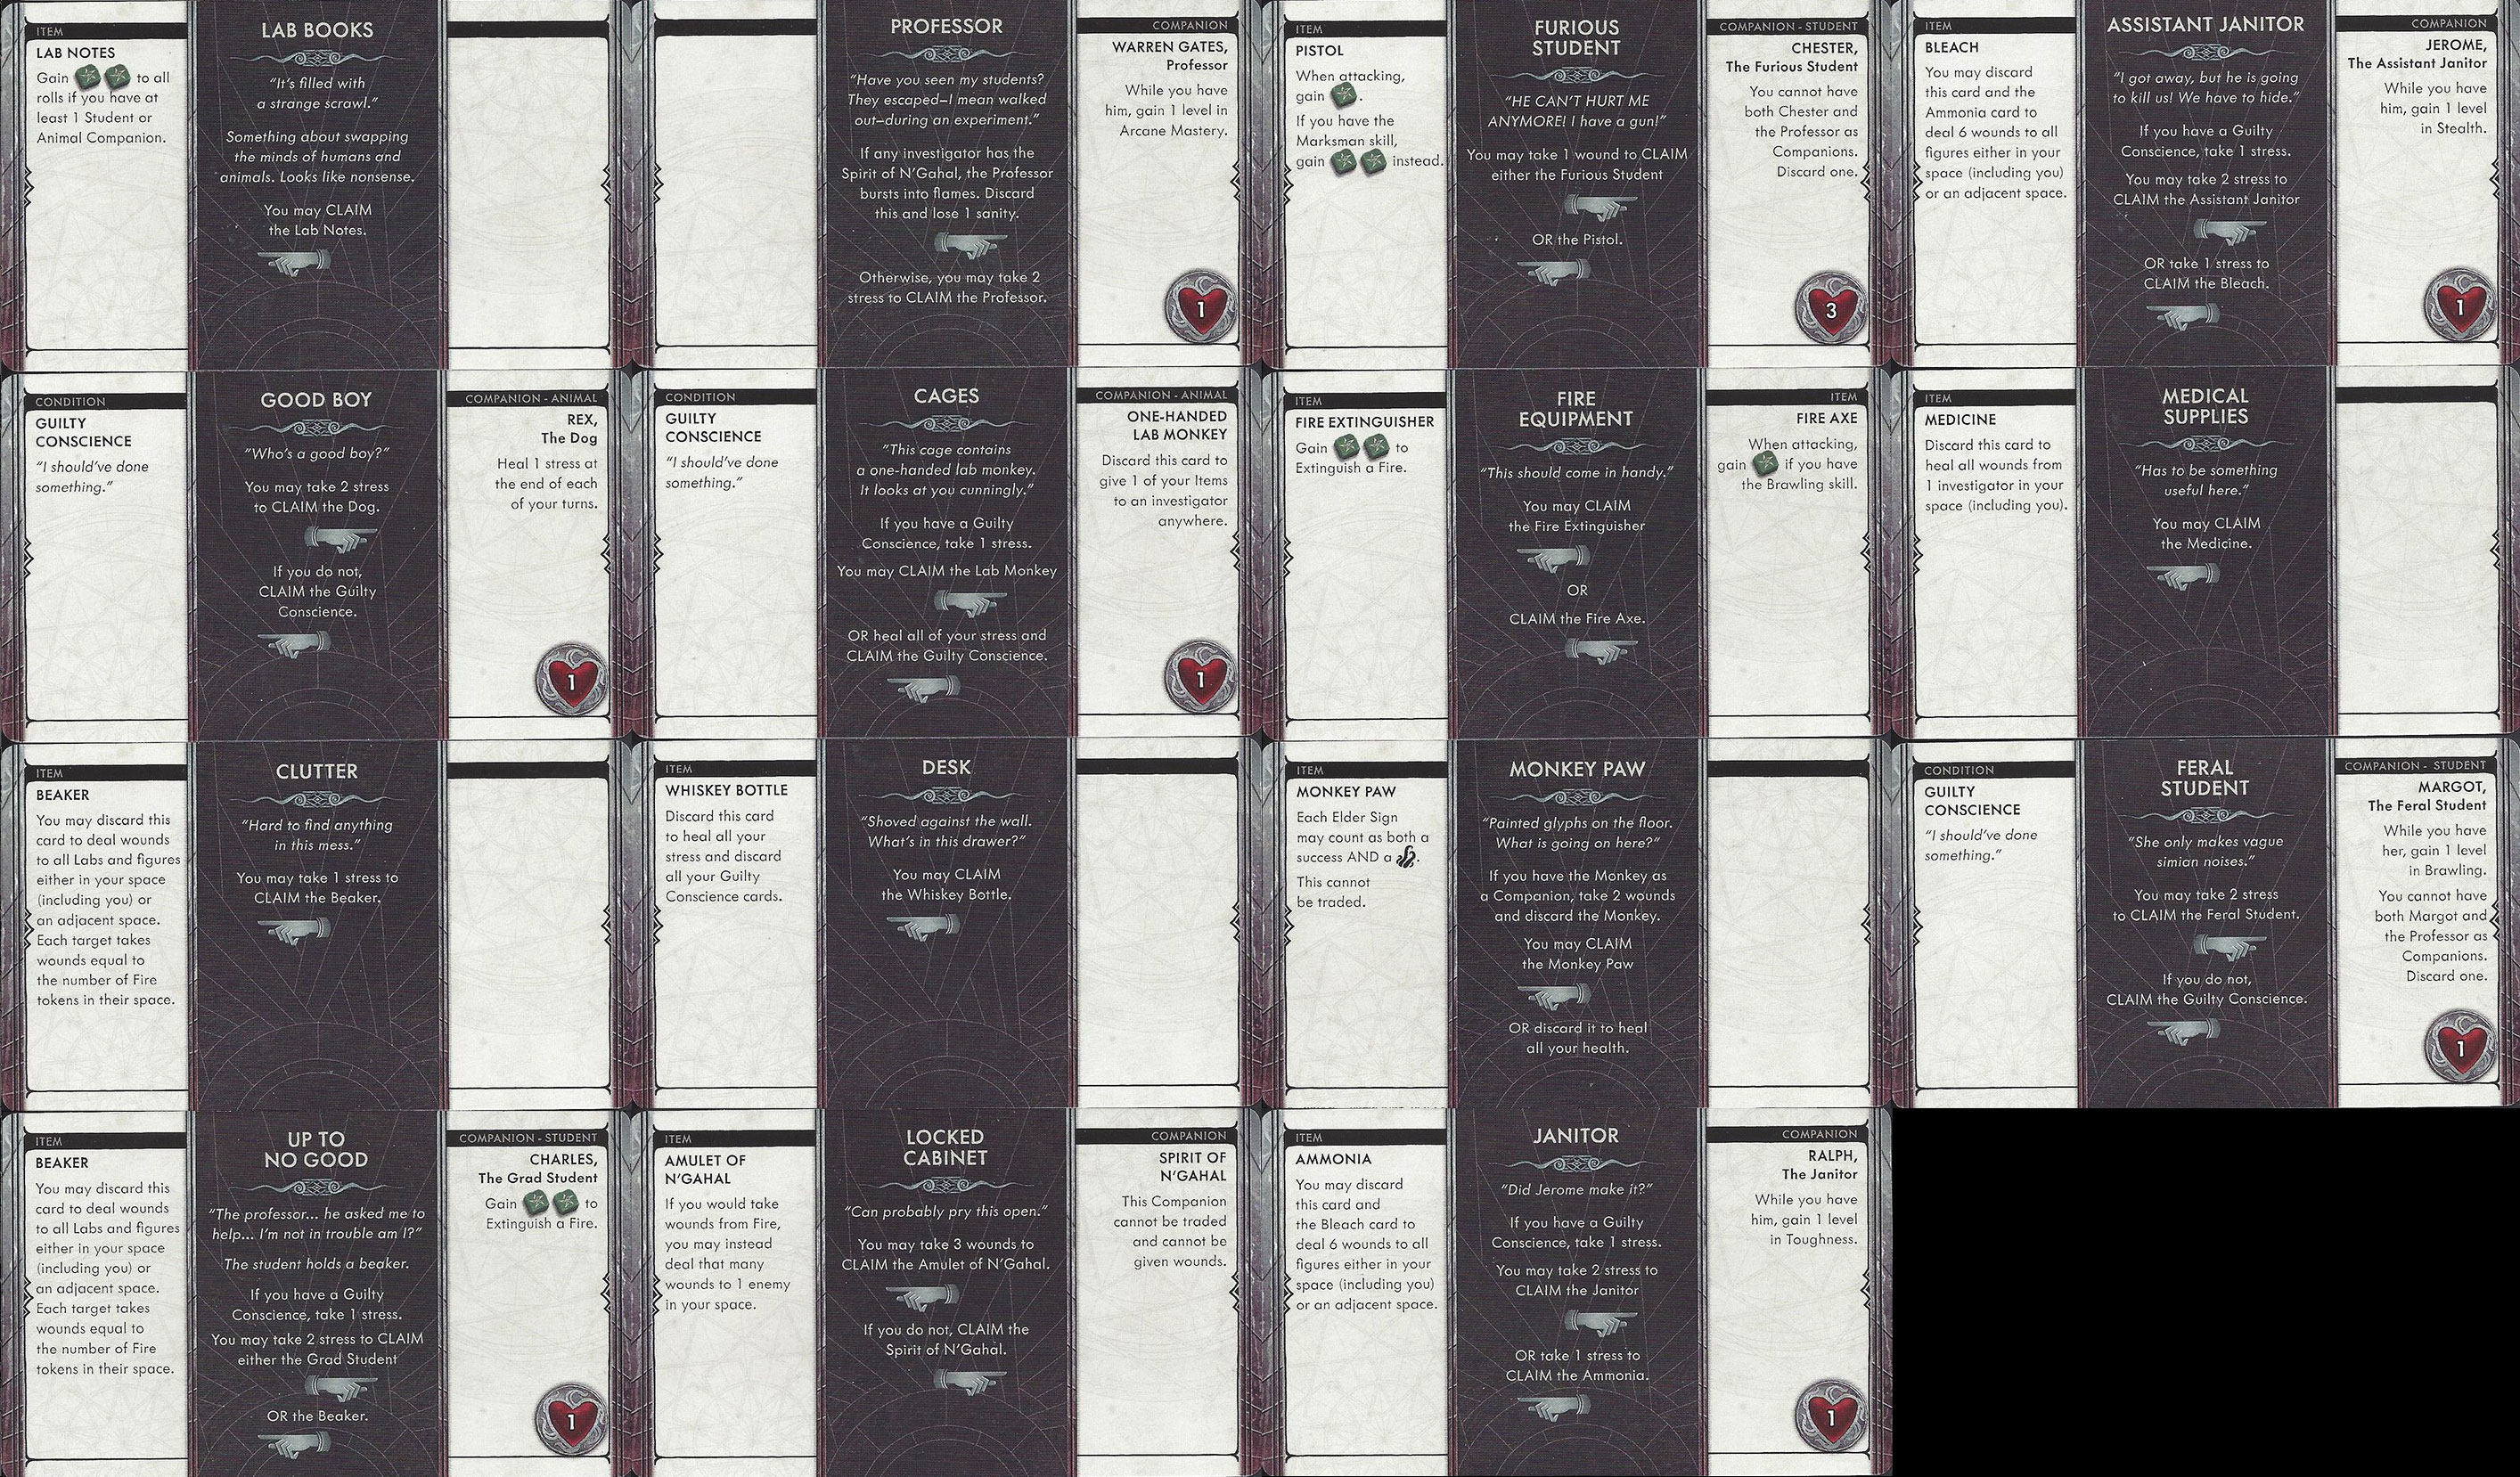 ITEM
LAB NOTES
Gain to all
rolls if you have at
least 1 Student or
Animal Companion.
LAB BOOKS
“It’s filled with
a strange scrawl.”
Something about swapping
the minds of humans and
animals. Looks like nonsense.
You may CLAIM
the Lab Notes.
PROFESSOR
“Have you seen my students?
They escaped–I mean walked
out–during an experiment.”
If any investigator has the
Spirit of N’Gahal, the Professor
bursts into flames. Discard
this and lose 1 sanity.
Otherwise, you may take 2
stress to CLAIM the Professor.
COMPANION
WARREN GATES,
Professor
While you have
him, gain 1 level in
Arcane Mastery.
1
ITEM
PISTOL
When attacking,
gain .
If you have the
Marksman skill,
gain instead.
FURIOUS
STUDENT
“HE CAN’T HURT ME
ANYMORE! I have a gun!”
You may take 1 wound to CLAIM
either the Furious Student
OR the Pistol.
COMPANION - STUDENT
CHESTER,
The Furious Student
You cannot have
both Chester and
the Professor as
Companions.
Discard one.
3
ITEM
BLEACH
You may discard
this card and the
Ammonia card to
deal 6 wounds to all
figures either in your
space (including you)
or an adjacent space.
ASSISTANT JANITOR
“I got away, but he is going
to kill us! We have to hide.”
If you have a Guilty
Conscience, take 1 stress.
You may take 2 stress to
CLAIM the Assistant Janitor
OR take 1 stress to
CLAIM the Bleach.
COMPANION
JEROME,
The Assistant Janitor
While you have
him, gain 1 level
in Stealth.
1
CONDITION
GUILTY
CONSCIENCE
“I should’ve done
something.”
GOOD BOY
“Who’s a good boy?”
You may take 2 stress
to CLAIM the Dog.
If you do not,
CLAIM the Guilty
Conscience.
COMPANION - ANIMAL
REX,
The Dog
Heal 1 stress at
the end of each
of your turns.
1
CONDITION
GUILTY
CONSCIENCE
“I should’ve done
something.”
CAGES
“This cage contains
a one-handed lab monkey.
It looks at you cunningly.”
If you have a Guilty
Conscience, take 1 stress.
You may CLAIM the Lab Monkey
OR heal all of your stress and
CLAIM the Guilty Conscience.
COMPANION - ANIMAL
ONE-HANDED
LAB MONKEY
Discard this card to
give 1 of your Items
to an investigator
anywhere.
1
ITEM
FIRE EXTINGUISHER
Gain to
Extinguish a Fire.
FIRE
EQUIPMENT
“This should come in handy.”
You may CLAIM
the Fire Extinguisher
OR
CLAIM the Fire Axe.
ITEM
FIRE AXE
When attacking,
gain if you have
the Brawling skill.
ITEM
MEDICINE
Discard this card to
heal all wounds from
1 investigator in your
space (including you).
MEDICAL
SUPPLIES
“Has to be something
useful here.”
You may CLAIM
the Medicine.
ITEM
BEAKER
You may discard this
card to deal wounds
to all Labs and figures
either in your space
(including you) or
an adjacent space.
Each target takes
wounds equal to
the number of Fire
tokens in their space.
CLUTTER
“Hard to find anything
in this mess.”
You may take 1 stress to
CLAIM the Beaker.
ITEM
WHISKEY BOTTLE
Discard this card
to heal all your
stress and discard
all your Guilty
Conscience cards.
DESK
“Shoved against the wall.
What’s in this drawer?”
You may CLAIM
the Whiskey Bottle.
ITEM
MONKEY PAW
Each Elder Sign
may count as both a
success AND a .
This cannot
be traded.
MONKEY PAW
“Painted glyphs on the floor.
What is going on here?”
If you have the Monkey as
a Companion, take 2 wounds
and discard the Monkey.
You may CLAIM
the Monkey Paw
OR discard it to heal
all your health.
CONDITION
GUILTY
CONSCIENCE
“I should’ve done
something.”
FERAL
STUDENT
“She only makes vague
simian noises.”
You may take 2 stress
to CLAIM the Feral Student.
If you do not,
CLAIM the Guilty Conscience.
COMPANION - STUDENT
MARGOT,
The Feral Student
While you have
her, gain 1 level
in Brawling.
You cannot have
both Margot and
the Professor as
Companions.
Discard one.
1
ITEM
BEAKER
You may discard this
card to deal wounds
to all Labs and figures
either in your space
(including you) or
an adjacent space.
Each target takes
wounds equal to
the number of Fire
tokens in their space.
UP TO
NO GOOD
“The professor... he asked me to
help... I’m not in trouble am I?”
The student holds a beaker.
If you have a Guilty
Conscience, take 1 stress.
You may take 2 stress to CLAIM
either the Grad Student
OR the Beaker.
COMPANION - STUDENT
CHARLES,
The Grad Student
Gain to
Extinguish a Fire.
1
ITEM
AMULET OF
N’GAHAL
If you would take
wounds from Fire,
you may instead
deal that many
wounds to 1 enemy
in your space.
LOCKED
CABINET
“Can probably pry this open.”
You may take 3 wounds to
CLAIM the Amulet of N’Gahal.
If you do not, CLAIM the
Spirit of N’Gahal.
COMPANION
SPIRIT OF
N’GAHAL
This Companion
cannot be traded
and cannot be
given wounds.
ITEM
AMMONIA
You may discard
this card and
the Bleach card to
deal 6 wounds to all
figures either in your
space (including you)
or an adjacent space.
JANITOR
“Did Jerome make it?”
If you have a Guilty
Conscience, take 1 stress.
You may take 2 stress to
CLAIM the Janitor
OR take 1 stress to
CLAIM the Ammonia.
COMPANION
RALPH,
The Janitor
While you have
him, gain 1 level
in Toughness.
1